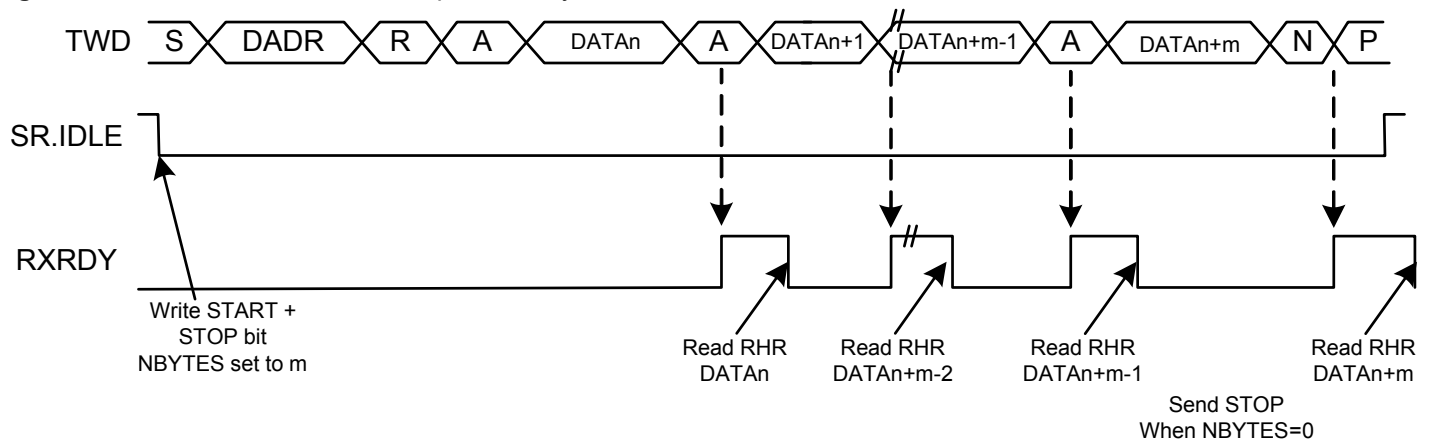 TWD S DADR R A DATAn A DATAn+1 DATAn+m-1 A DATAn+m N P
SR.IDLE
RXRDY
Write START +
STOP bit
NBYTES set to m
Read RHR
DATAn
Read RHR
DATAn+m-2
Read RHR
DATAn+m-1
Read RHR
DATAn+m
Send STOP
When NBYTES=0